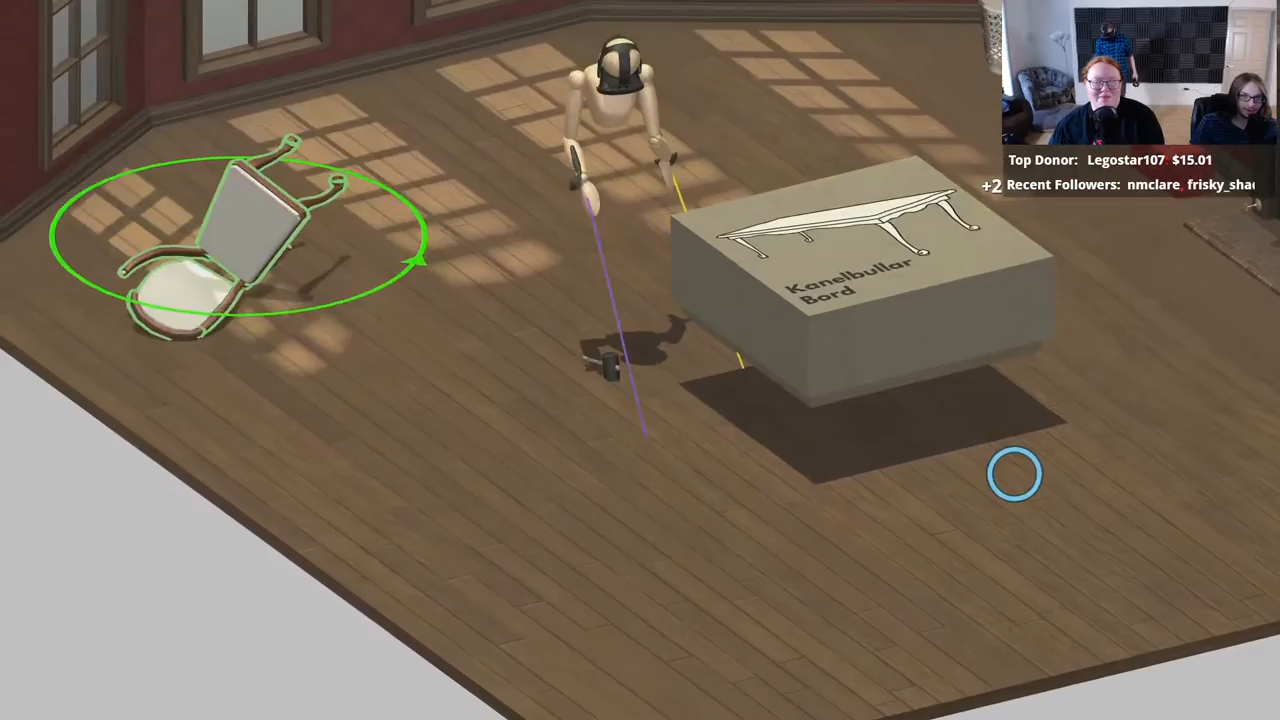 Top Donor: Legostar107 $15.01
+2 Recent Followers: nmclare, frisky_sha
Kanelbullar
Bord